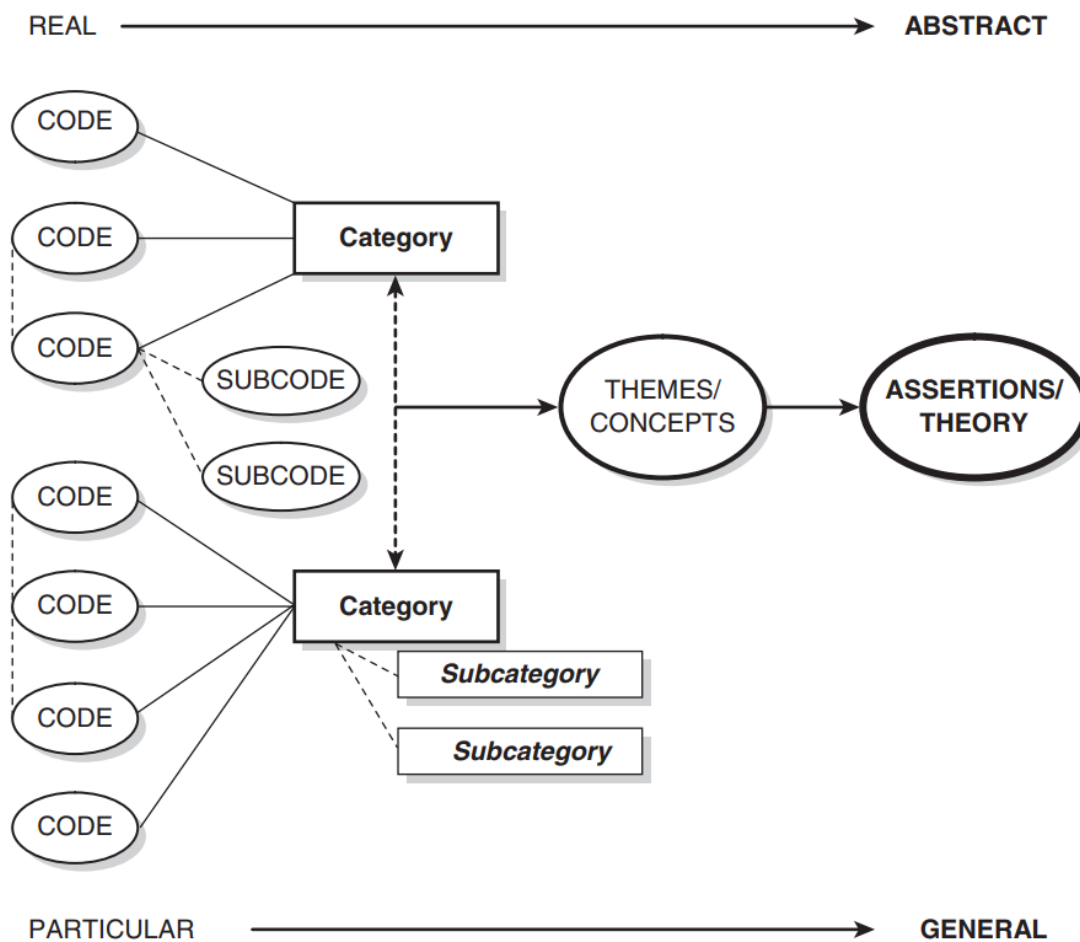 REAL
ABSTRACT
CODE
CODE
Category
CODE
SUBCODE
THEMES/
CONCEPTS
ASSERTIONS/
THEORY
SUBCODE
CODE
CODE
Category
Subcategory
CODE
Subcategory
CODE
PARTICULAR
GENERAL